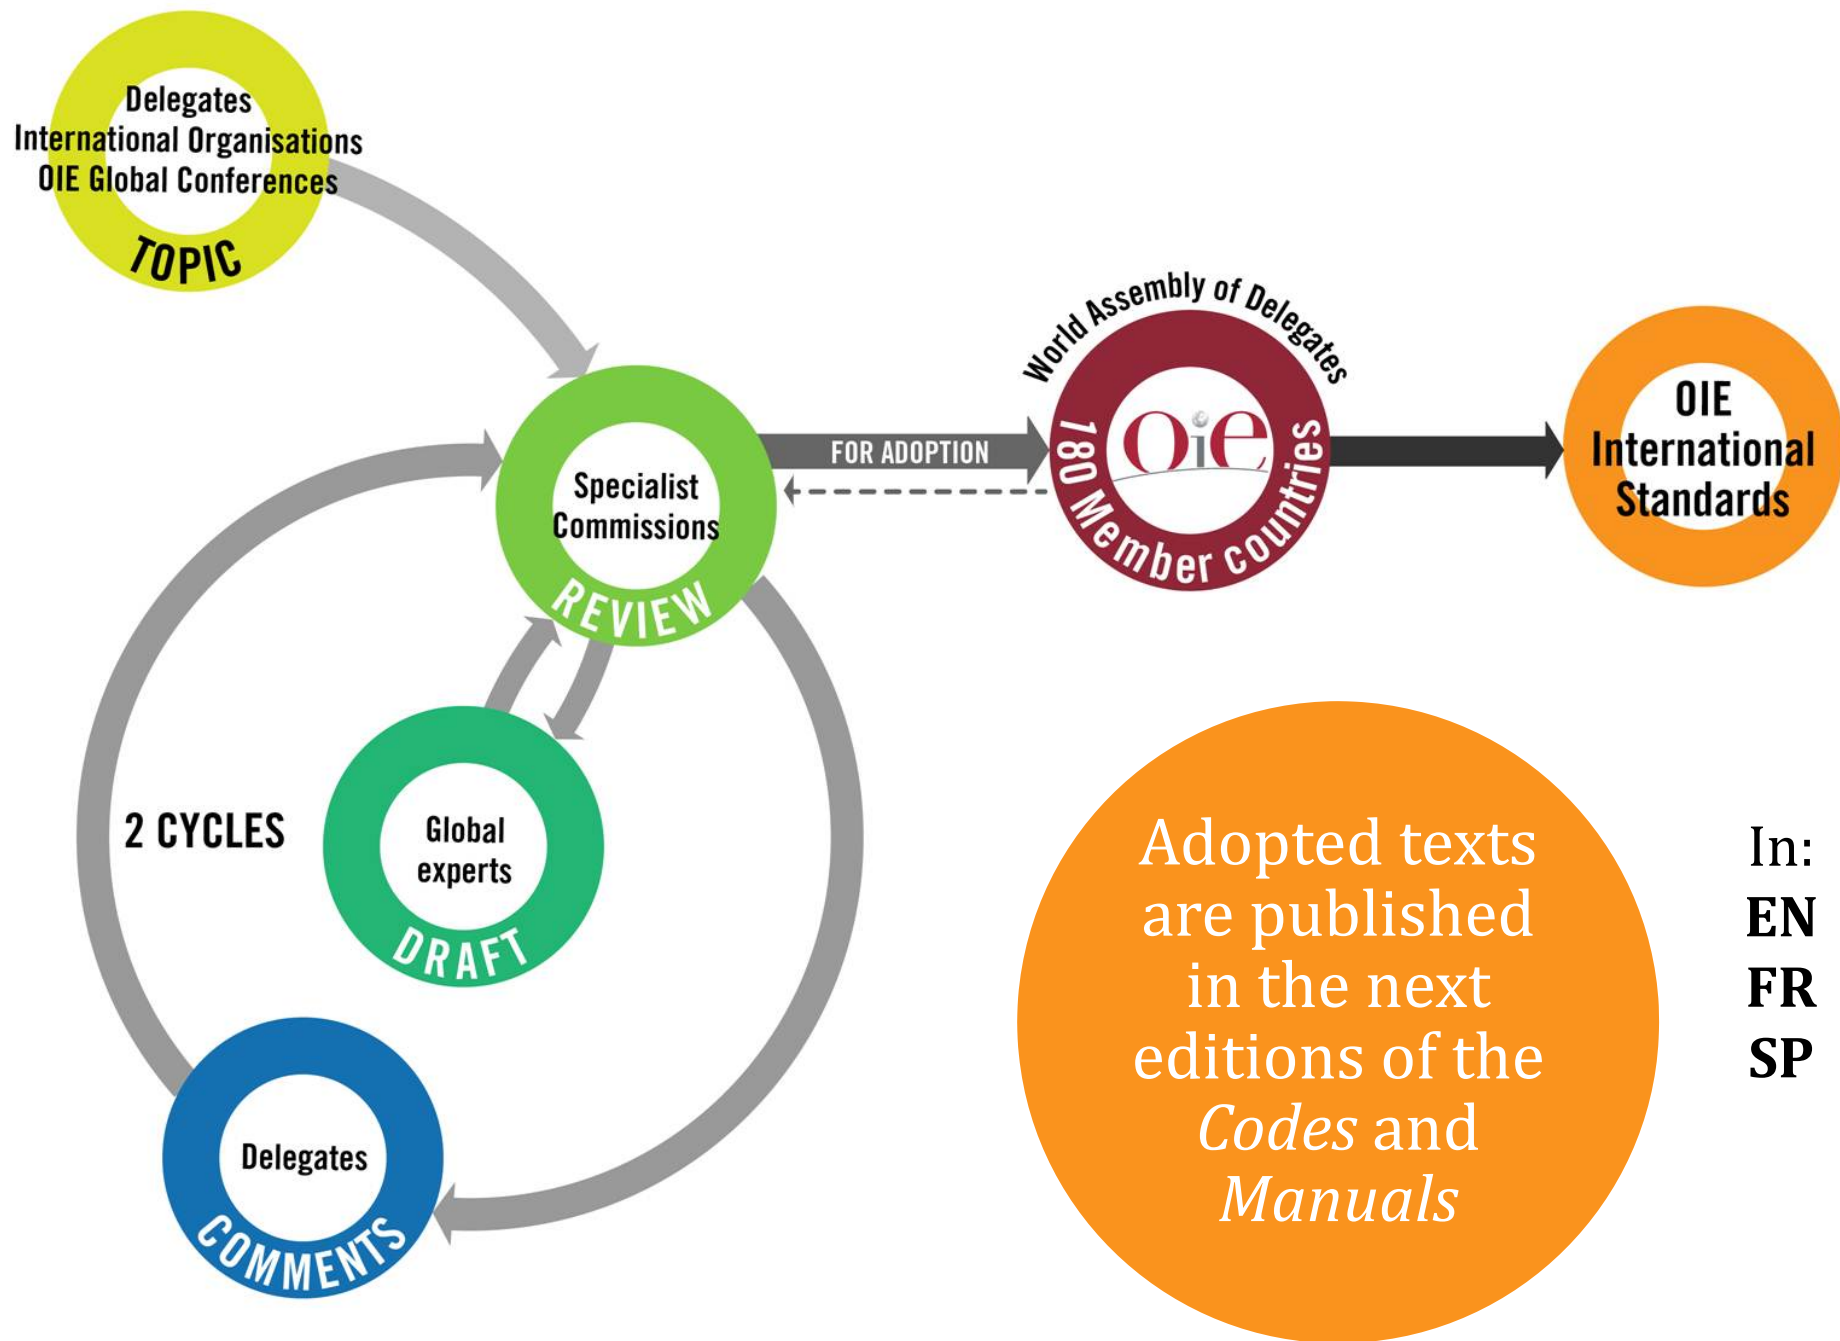 Delegates
International Organisations
OIE Global Conferences
TOPIC
World Assembly of Delegates
OiE
180 Member countries
FOR ADOPTION
OIE
International
Standards
Specialist
Commissions
REVIEW
2 CYCLES
Global
experts
DRAFT
Delegates
COMMENTS
Adopted texts
are published
in the next
editions of the
Codes and
Manuals
In:
EN
FR
SP